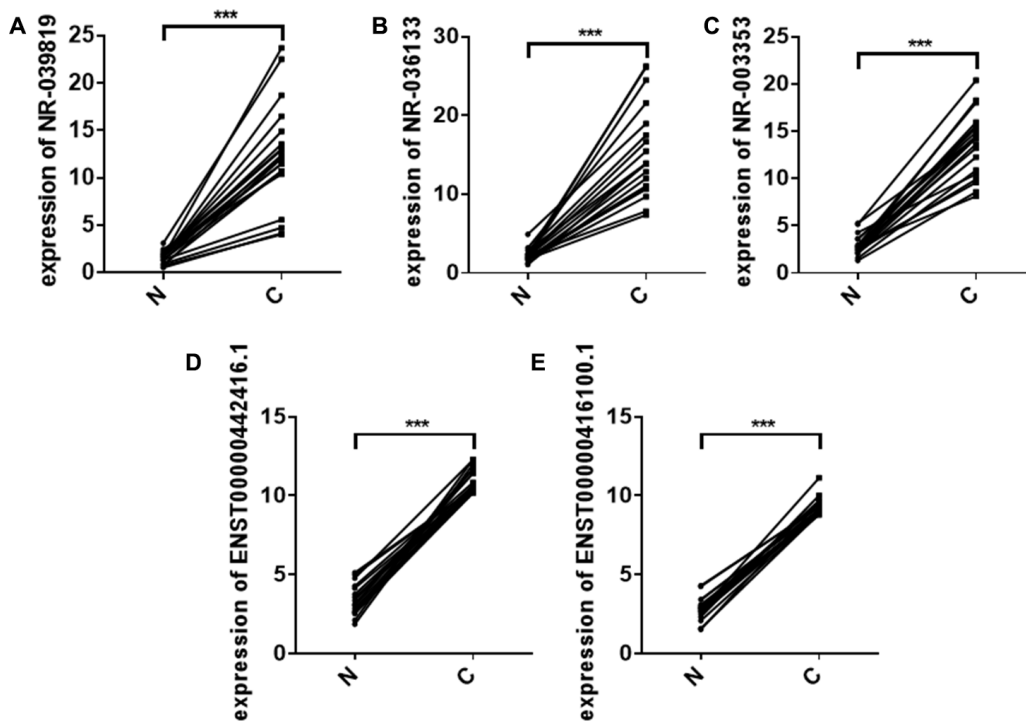 A
expression of NR-039819
25
20
15
10
5
0
***
N
C
B
expression of NR-036133
30
20
10
0
***
N
C
C
expression of NR-003353
25
20
15
10
5
0
***
N
C
D
expression of ENST00000442416.1
15
10
5
0
***
N
C
E
expression of ENST00000416100.1
15
10
5
0
***
N
C